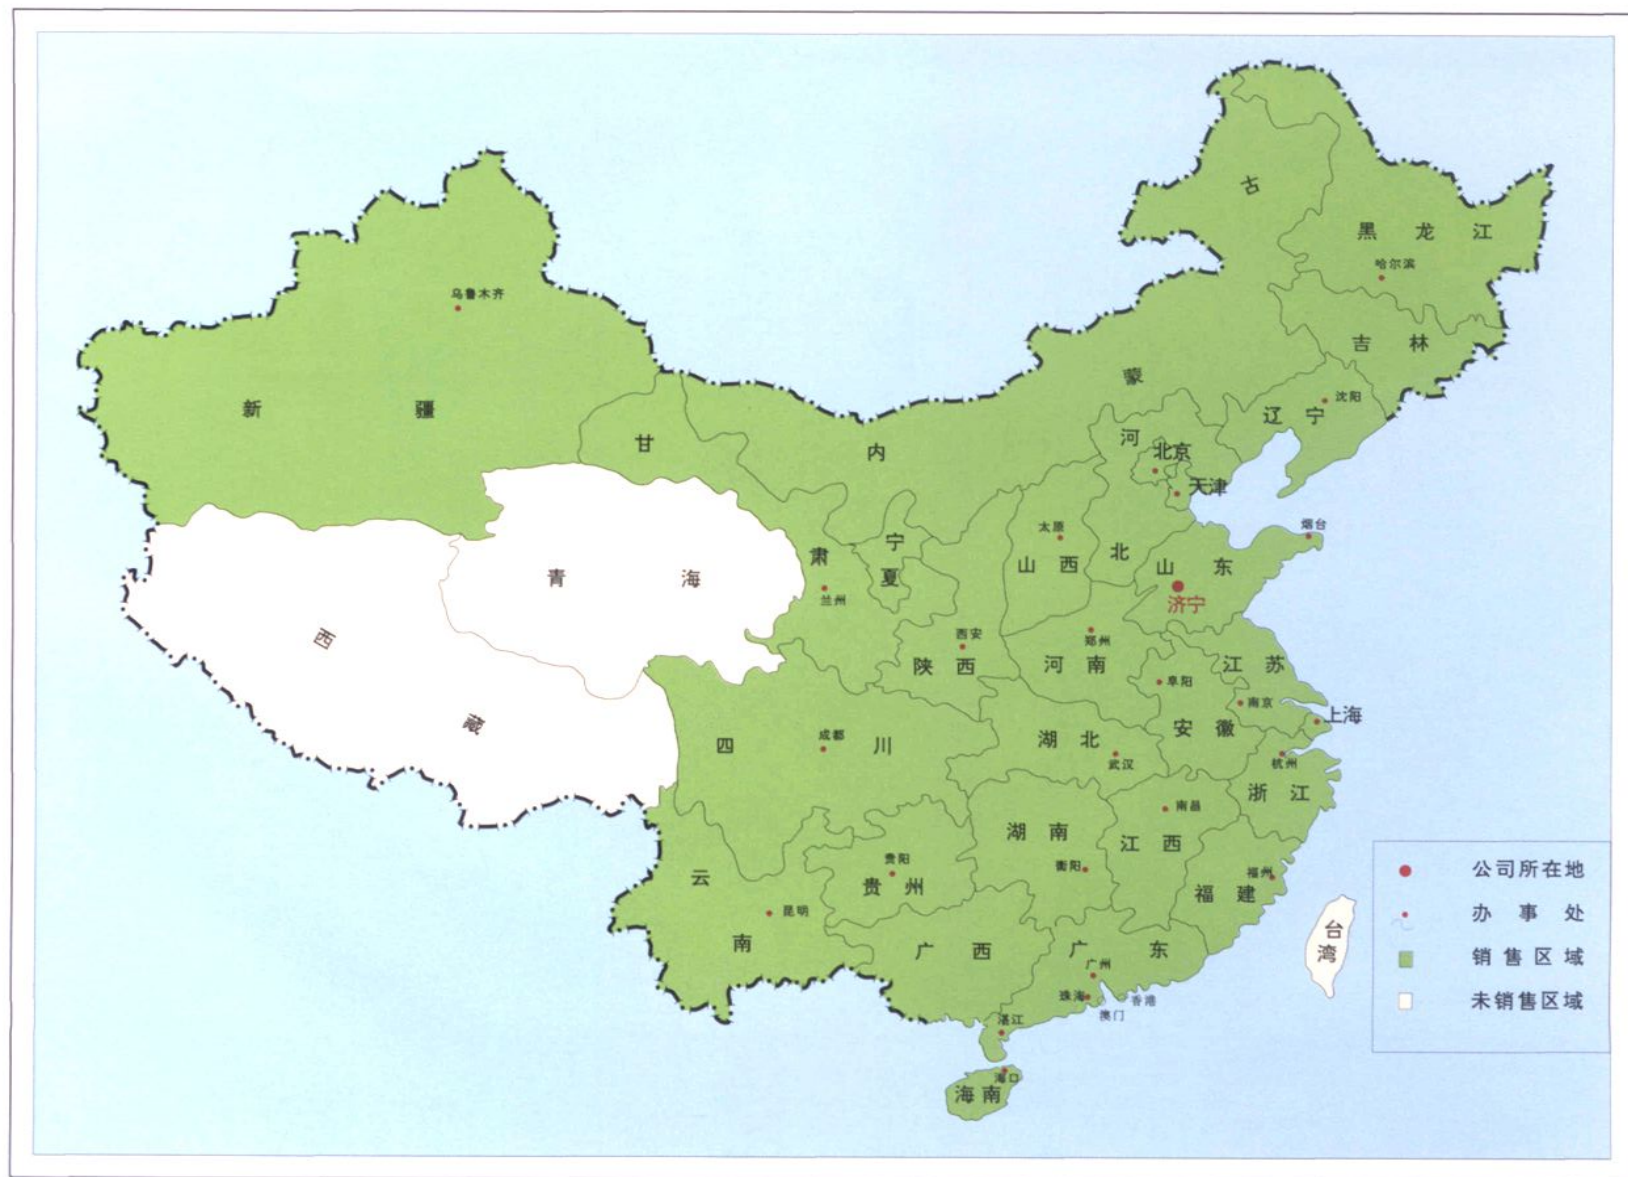 古
黑龙江
哈尔滨
乌鲁木齐
吉林
蒙
沈阳
辽宁
新疆
河
甘
内
北京
天津
烟台
太原
宁
北
肃
山西
山东
青海
夏
兰州
济宁
西安
郑州
西
陕西
河南
江苏
阜阳
南京
藏
上海
安徽
四川
成都
湖北
武汉
杭州
浙江
南昌
湖南
江西
贵阳
衡阳
福州
云
贵州
福建
昆明
台湾
南
广西
广东
广州
珠海
香港
澳门
湛江
海口
海南
公司所在地
办事处
销售区域
未销售区域